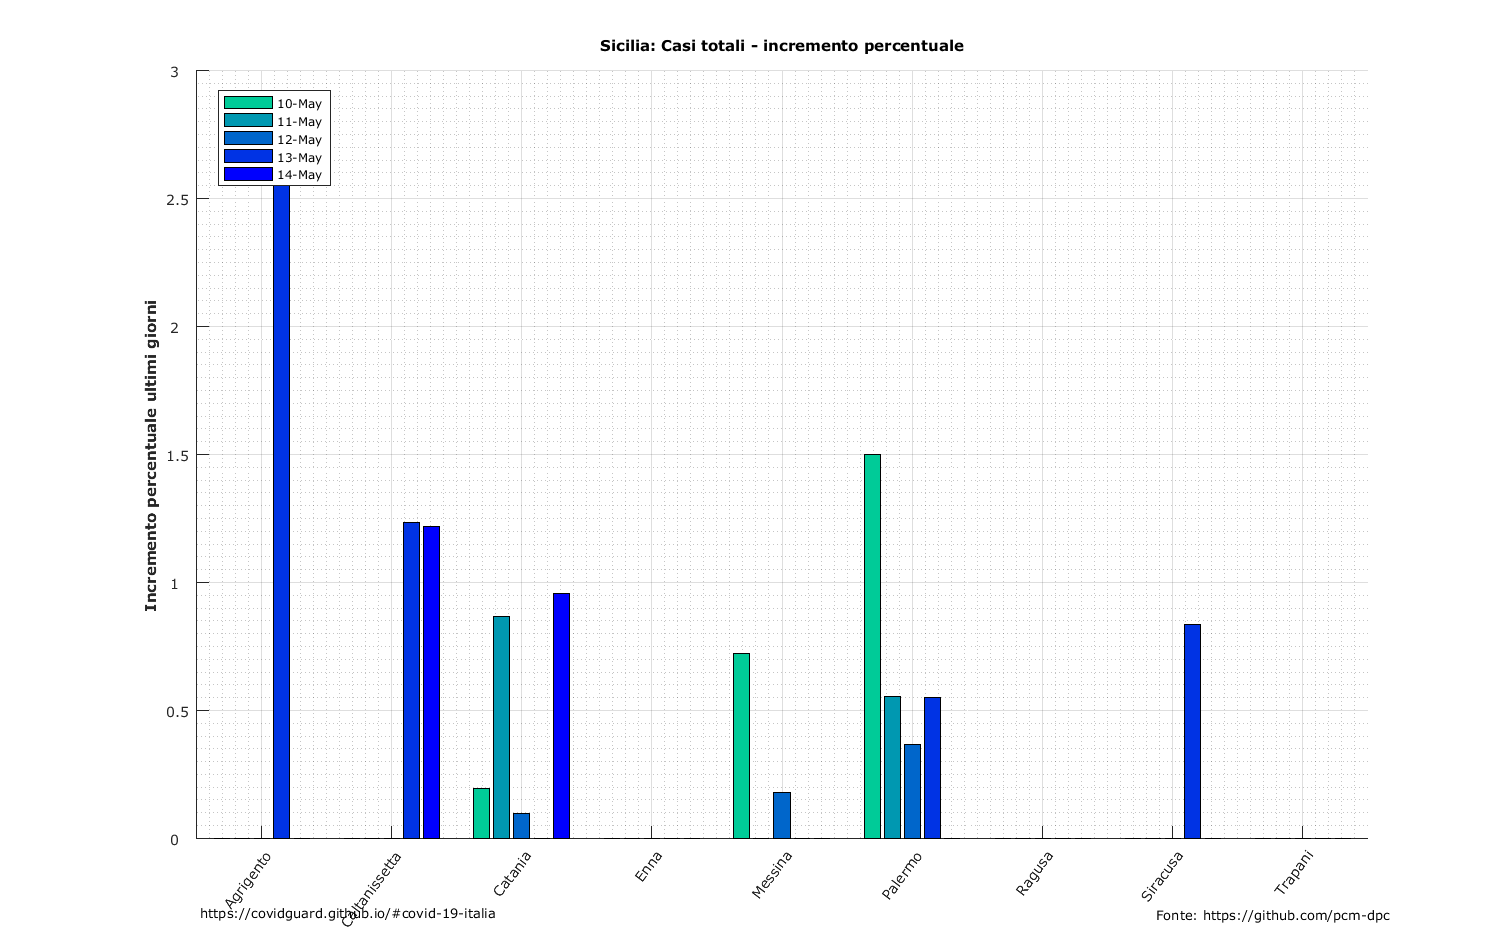 Sicilia: Casi totali - incremento percentuale
3
2.5
2
1.5
1
0.5
0
10-May
11-May
12-May
13-May
14-May
Incremento percentuale ultimi giorni
Agrigento
Caltanissetta
Catania
Enna
Messina
Palermo
Ragusa
Siracusa
Trapani
https://covidguard.github.io/#covid-19-italia
Fonte: https://github.com/pcm-dpc